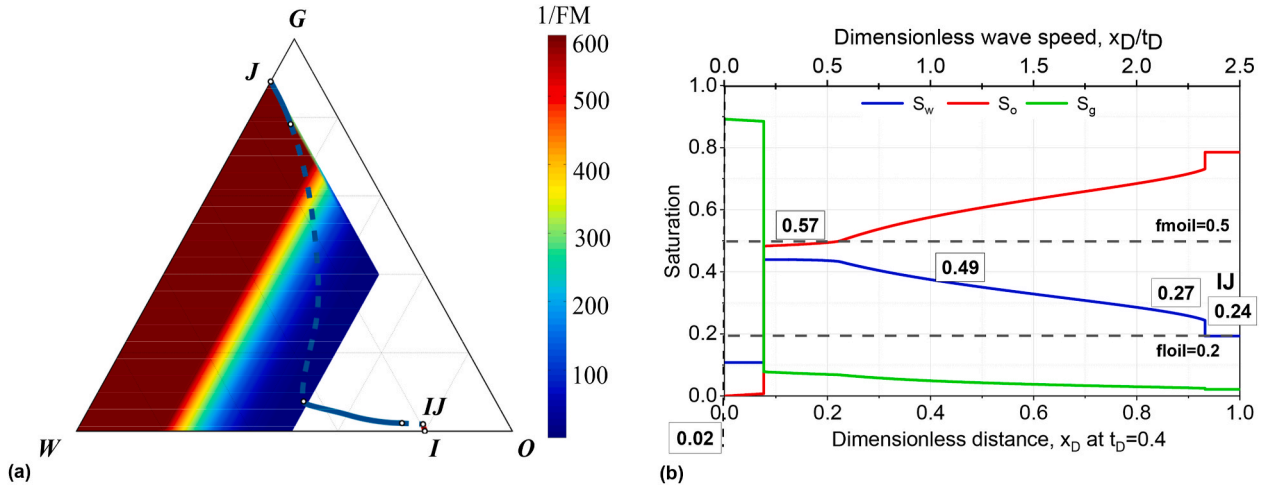 G
1/FM
J
600
500
400
300
200
100
W
IJ
I
O
(a)
Dimensionless wave speed, xD/tD
0.0 0.5 1.0 1.5 2.0 2.5
Saturation
1.0
0.8
0.6
0.4
0.2
0.0
Sw So Sg
0.57
fmoil=0.5
0.49
0.27
IJ
0.24
floil=0.2
0.0 0.2 0.4 0.6 0.8 1.0
0.02
Dimensionless distance, xD at tD=0.4
(b)